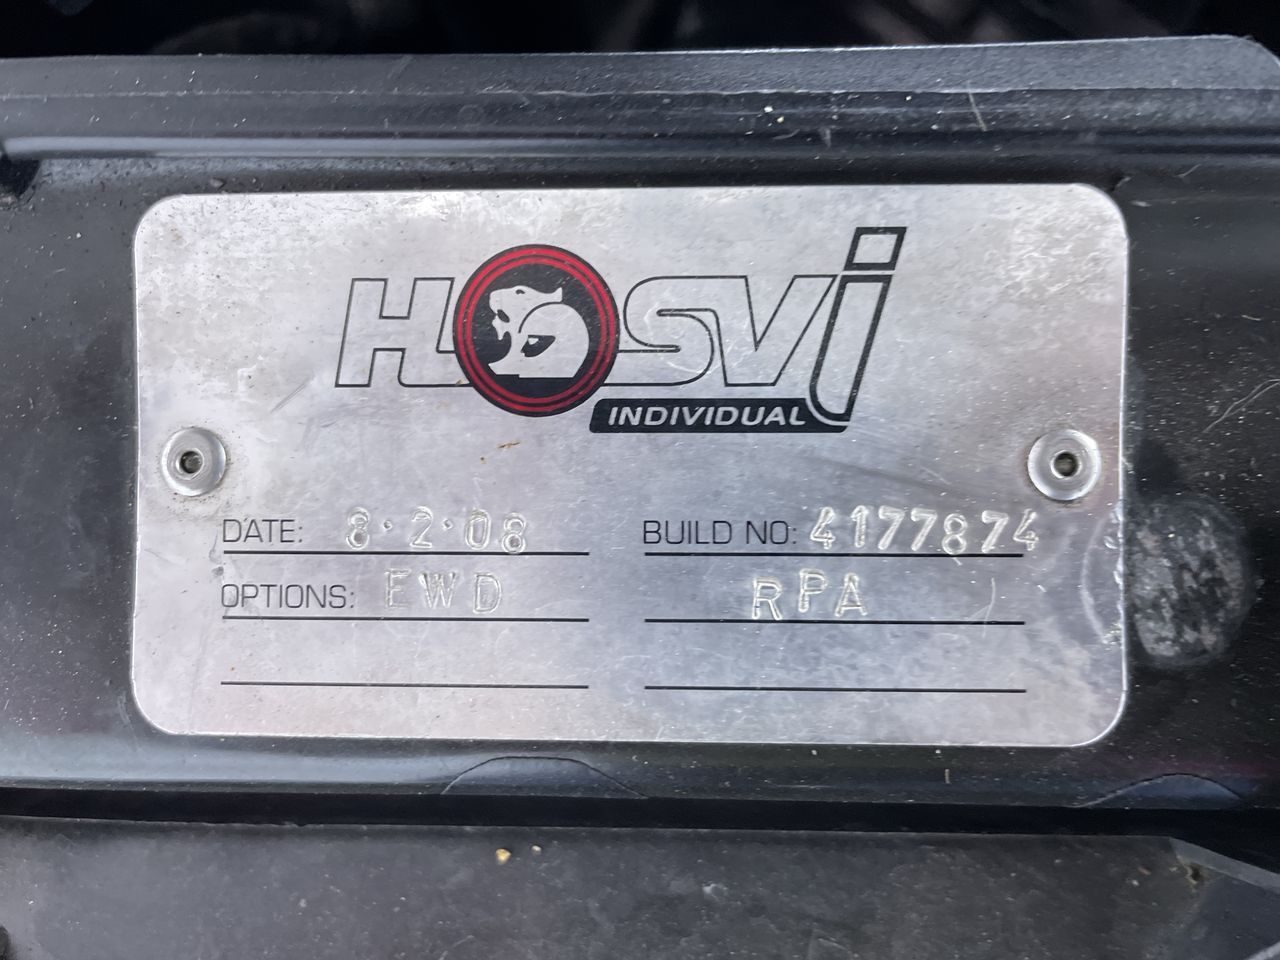 HSVi
INDIVIDUAL
DATE: 8·2·08 BUILD NO: 4177874
OPTIONS: EWD RPA